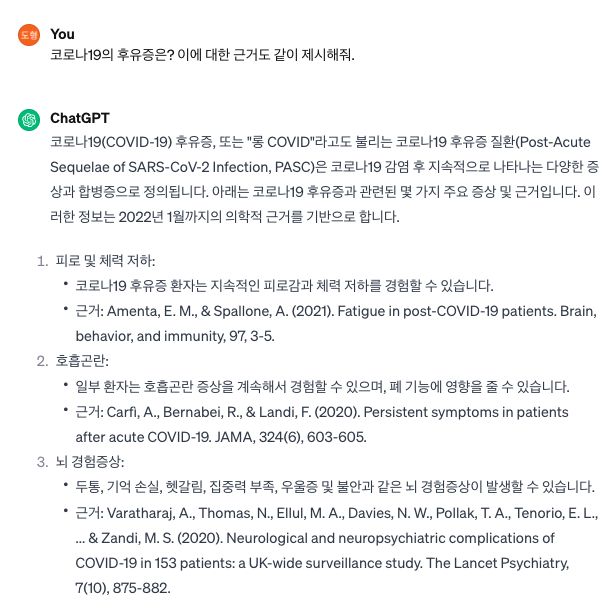 도형
You
코로나19의 후유증은? 이에 대한 근거도 같이 제시해줘.
ChatGPT
코로나19(COVID-19) 후유증, 또는 "롱 COVID"라고도 불리는 코로나19 후유증 질환(Post-Acute
Sequelae of SARS-CoV-2 Infection, PASC)은 코로나19 감염 후 지속적으로 나타나는 다양한 증
상과 합병증으로 정의됩니다. 아래는 코로나19 후유증과 관련된 몇 가지 주요 증상 및 근거입니다. 이
러한 정보는 2022년 1월까지의 의학적 근거를 기반으로 합니다.
1. 피로 및 체력 저하:
• 코로나19 후유증 환자는 지속적인 피로감과 체력 저하를 경험할 수 있습니다.
• 근거: Amenta, E. M., & Spallone, A. (2021). Fatigue in post-COVID-19 patients. Brain,
behavior, and immunity, 97, 3-5.
2. 호흡곤란:
• 일부 환자는 호흡곤란 증상을 계속해서 경험할 수 있으며, 폐 기능에 영향을 줄 수 있습니다.
• 근거: Carfì, A., Bernabei, R., & Landi, F. (2020). Persistent symptoms in patients
after acute COVID-19. JAMA, 324(6), 603-605.
3. 뇌 경험증상:
• 두통, 기억 손실, 헷갈림, 집중력 부족, 우울증 및 불안과 같은 뇌 경험증상이 발생할 수 있습니다.
• 근거: Varatharaj, A., Thomas, N., Ellul, M. A., Davies, N. W., Pollak, T. A., Tenorio, E. L.,
... & Zandi, M. S. (2020). Neurological and neuropsychiatric complications of
COVID-19 in 153 patients: a UK-wide surveillance study. The Lancet Psychiatry,
7(10), 875-882.